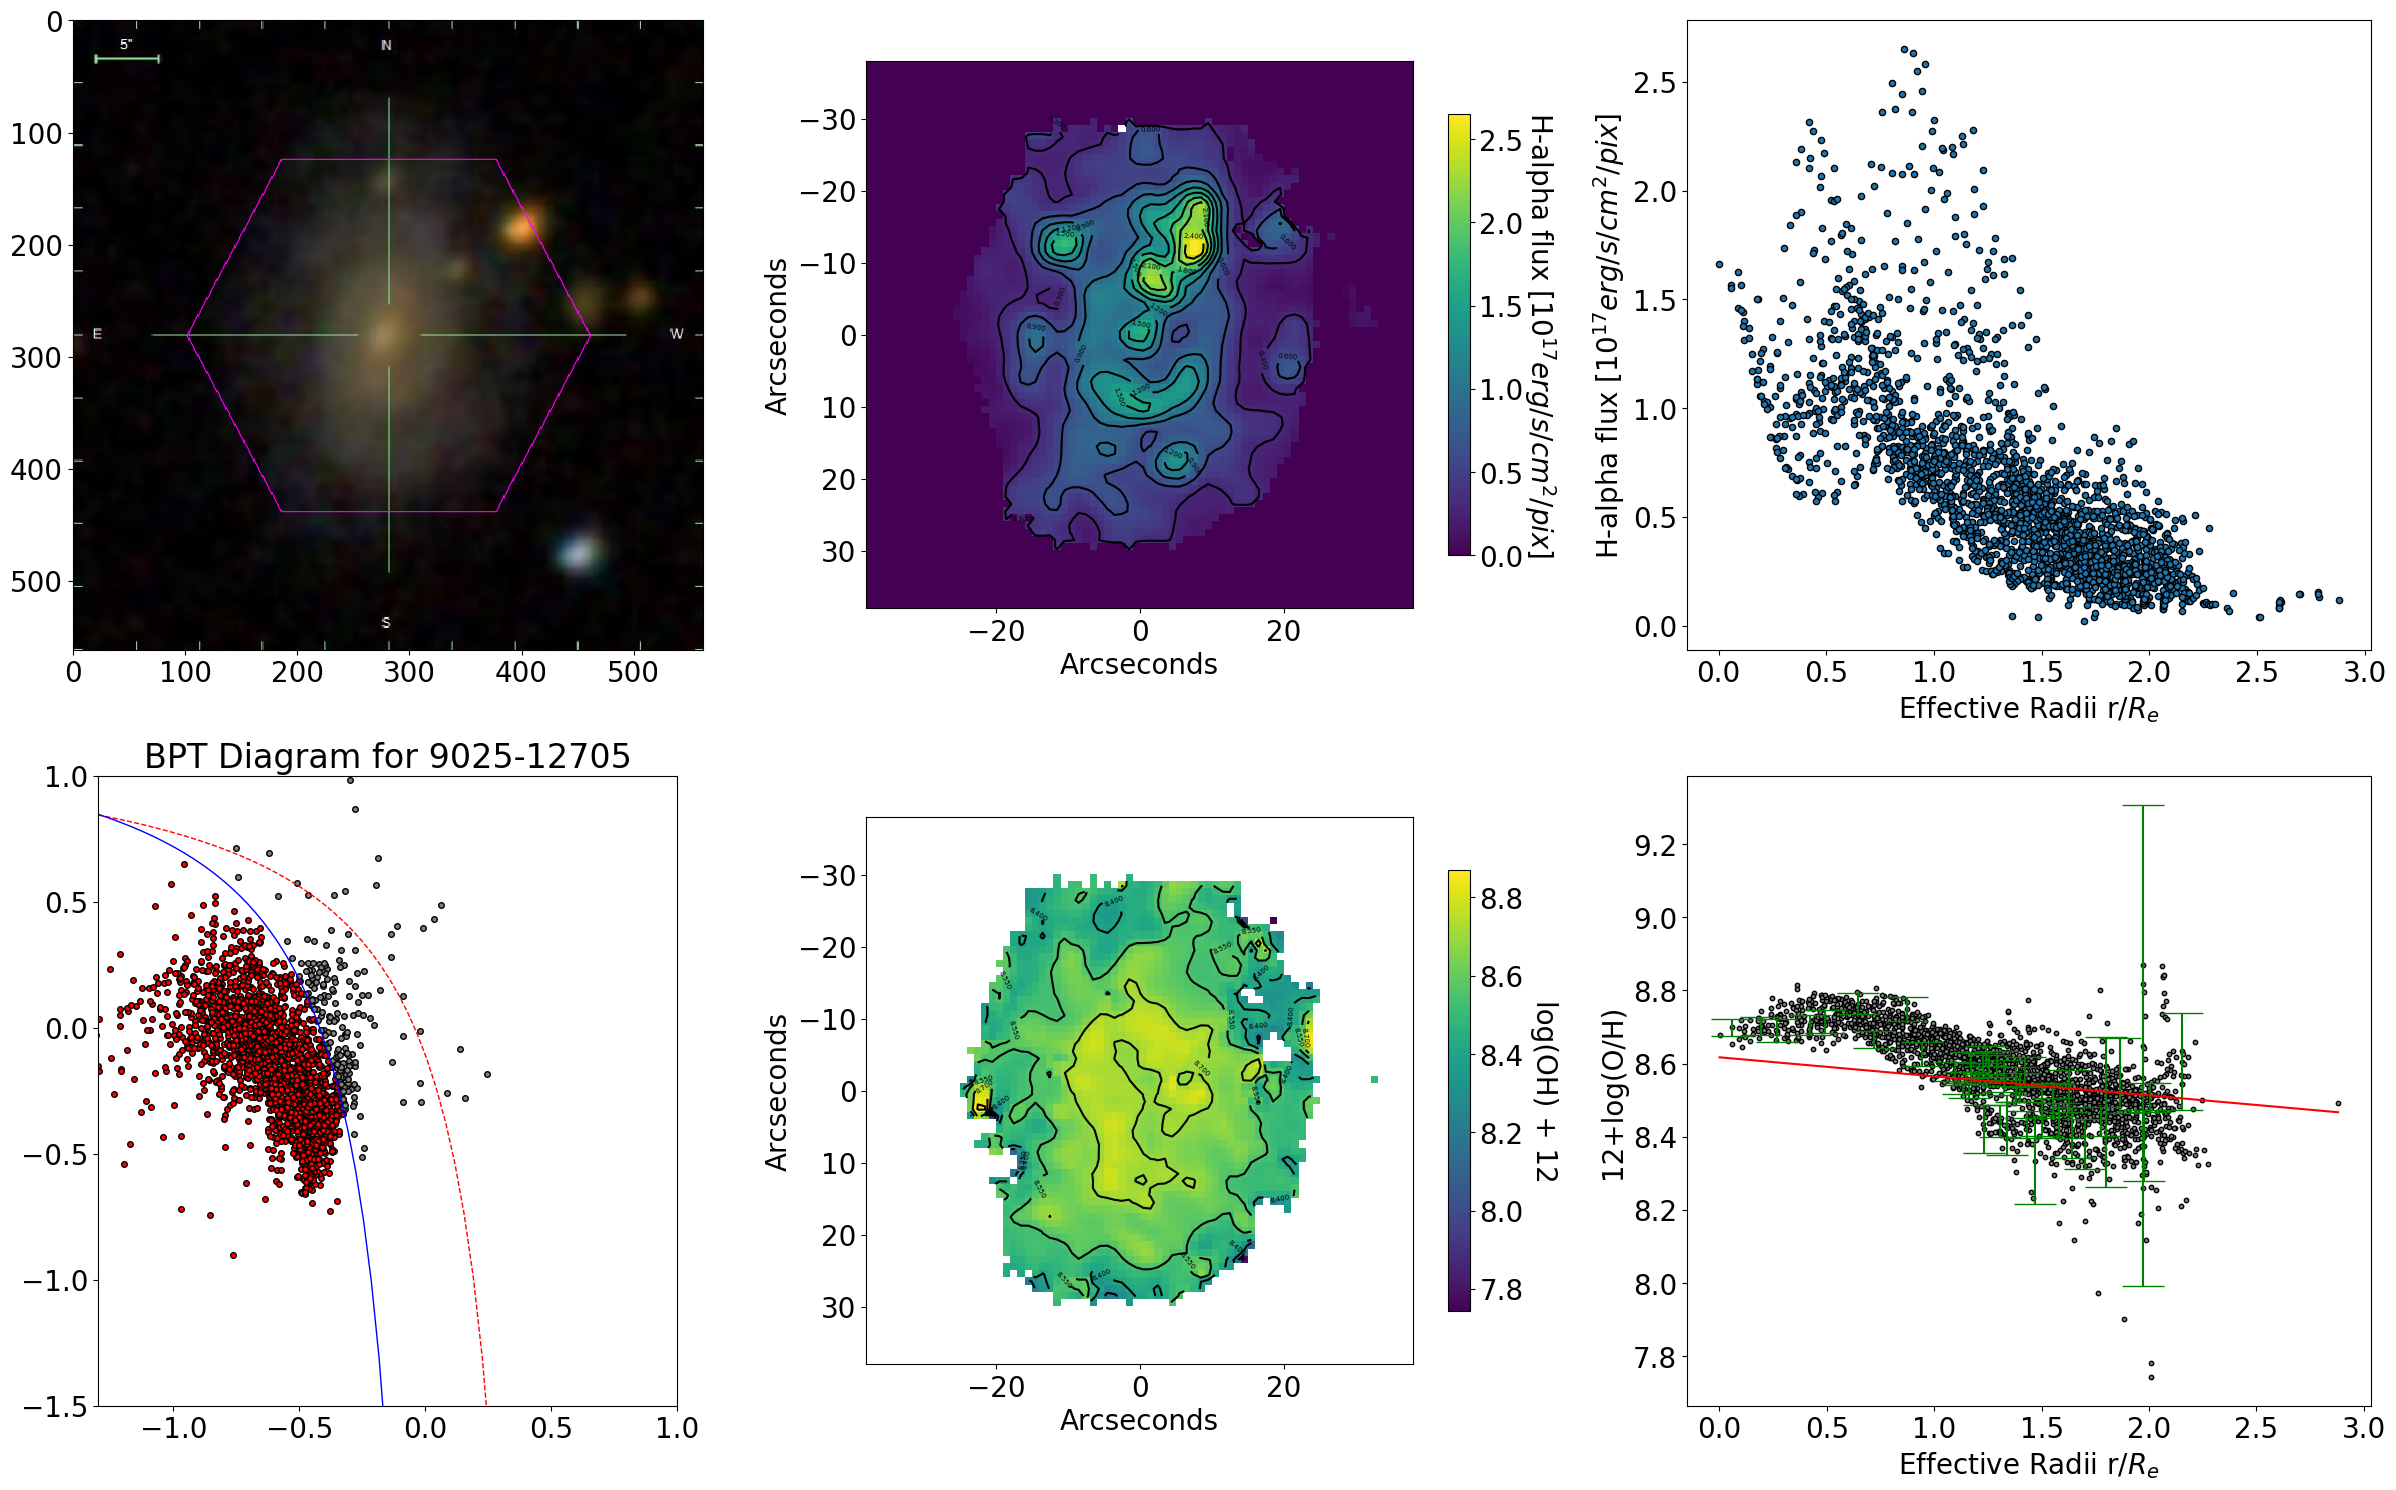 0
100
200
300
400
500
5"
N
E
W
S
0 100 200 300 400 500
−30
−20
−10
0
10
20
30
Arcseconds
−20 0 20
Arcseconds
2.5
2.0
1.5
1.0
0.5
0.0
H-alpha flux [10^17 erg/s/cm^2/pix]
H-alpha flux [10^17 erg/s/cm^2/pix]
2.5
2.0
1.5
1.0
0.5
0.0
0.0 0.5 1.0 1.5 2.0 2.5 3.0
Effective Radii r/R_e
BPT Diagram for 9025-12705
1.0
0.5
0.0
−0.5
−1.0
−1.5
−1.0 −0.5 0.0 0.5 1.0
−30
−20
−10
0
10
20
30
Arcseconds
−20 0 20
Arcseconds
8.8
8.6
8.4
8.2
8.0
7.8
log(OH) + 12
12+log(O/H)
9.2
9.0
8.8
8.6
8.4
8.2
8.0
7.8
0.0 0.5 1.0 1.5 2.0 2.5 3.0
Effective Radii r/R_e